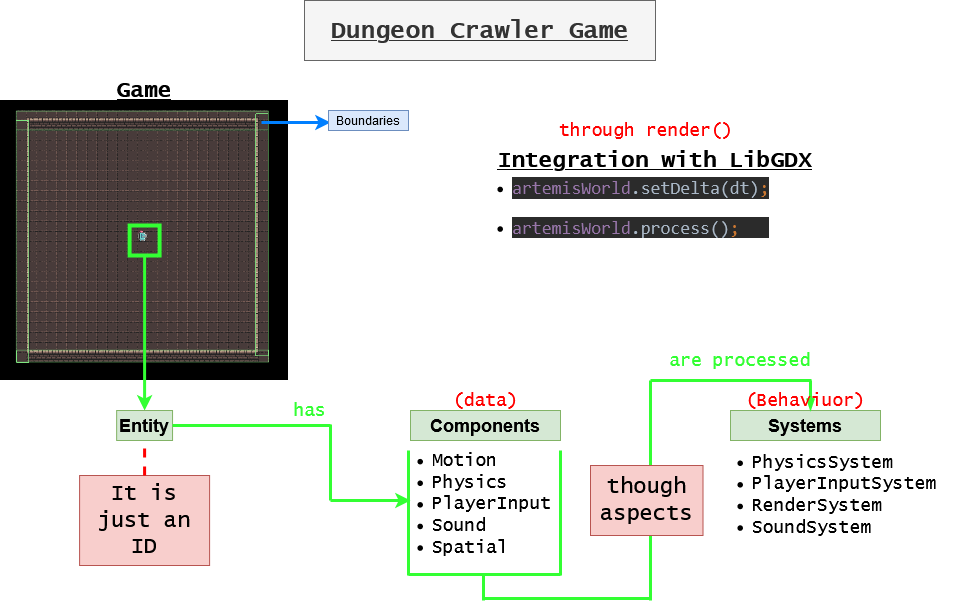 Dungeon Crawler Game
Game
Boundaries
through render()
Integration with LibGDX
• artemisWorld.setDelta(dt);
• artemisWorld.process();
Entity
It is
just an
ID
has
(data)
Components
• Motion
• Physics
• PlayerInput
• Sound
• Spatial
though
aspects
are processed
(Behaviuor)
Systems
• PhysicsSystem
• PlayerInputSystem
• RenderSystem
• SoundSystem